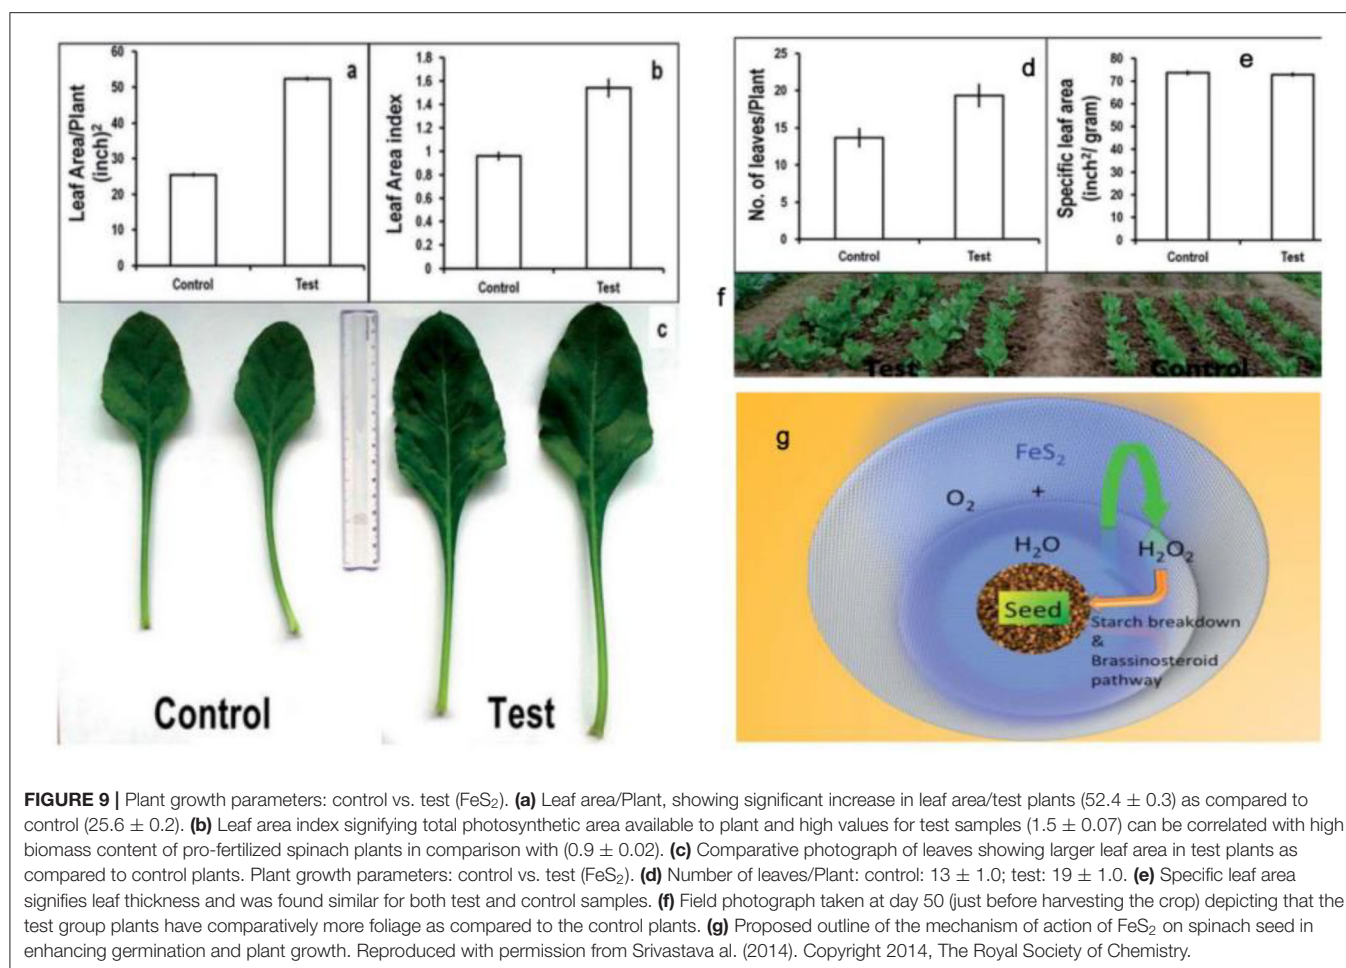 60
50
40
30
20
10
0
Leaf Area/Plant
(inch)²
a
Control
Test
1.8
1.6
1.4
1.2
1
0.8
0.6
0.4
0.2
0
Leaf Area index
b
Control
Test
c
Control
Test
25
20
15
10
5
0
No. of leaves/Plant
d
Control
Test
80
70
60
50
40
30
20
10
0
Specific leaf area
(inch²/ gram)
e
Control
Test
f
Test
Control
g
FeS₂
O₂
+
H₂O
H₂O₂
Seed
Starch breakdown
&
Brassinosteroid
pathway
FIGURE 9 | Plant growth parameters: control vs. test (FeS₂). (a) Leaf area/Plant, showing significant increase in leaf area/test plants (52.4 ± 0.3) as compared to
control (25.6 ± 0.2). (b) Leaf area index signifying total photosynthetic area available to plant and high values for test samples (1.5 ± 0.07) can be correlated with high
biomass content of pro-fertilized spinach plants in comparison with (0.9 ± 0.02). (c) Comparative photograph of leaves showing larger leaf area in test plants as
compared to control plants. Plant growth parameters: control vs. test (FeS₂). (d) Number of leaves/Plant: control: 13 ± 1.0; test: 19 ± 1.0. (e) Specific leaf area
signifies leaf thickness and was found similar for both test and control samples. (f) Field photograph taken at day 50 (just before harvesting the crop) depicting that the
test group plants have comparatively more foliage as compared to the control plants. (g) Proposed outline of the mechanism of action of FeS₂ on spinach seed in
enhancing germination and plant growth. Reproduced with permission from Srivastava al. (2014). Copyright 2014, The Royal Society of Chemistry.